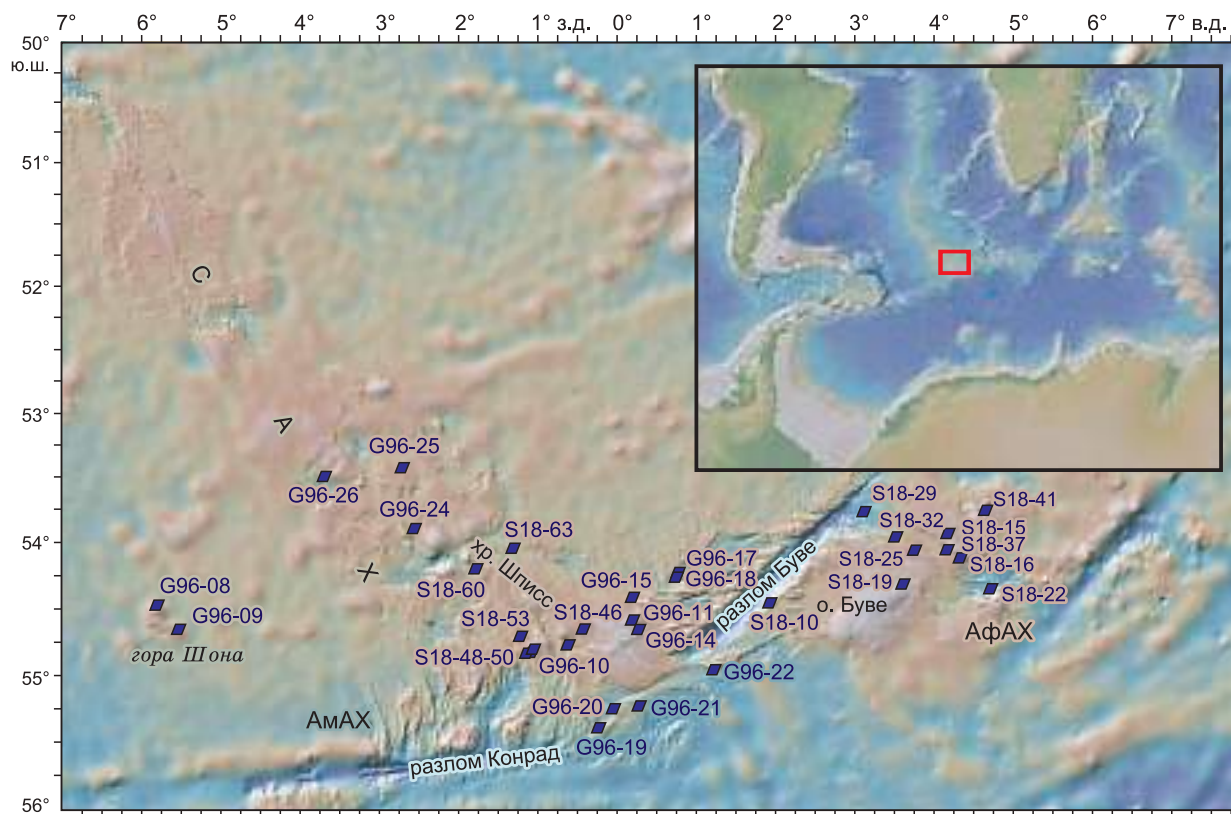 7° 6° 5° 4° 3° 2° 1° з.д. 0° 1° 2° 3° 4° 5° 6° 7° в.д.
50°
ю.ш.
51°
52°
53°
54°
55°
56°
С
А
Х
G96-25
G96-26
G96-24
S18-63
хр. Шписс
S18-60
G96-08
G96-09
гора Шона
S18-53
S18-48-50
G96-10
S18-46
G96-15
G96-11
G96-14
G96-17
G96-18
разлом Буве
S18-10
G96-22
G96-20
G96-21
G96-19
АмАХ
разлом Конрад
S18-29
S18-41
S18-32
S18-15
S18-37
S18-25
S18-16
S18-19
S18-22
о. Буве
АфАХ